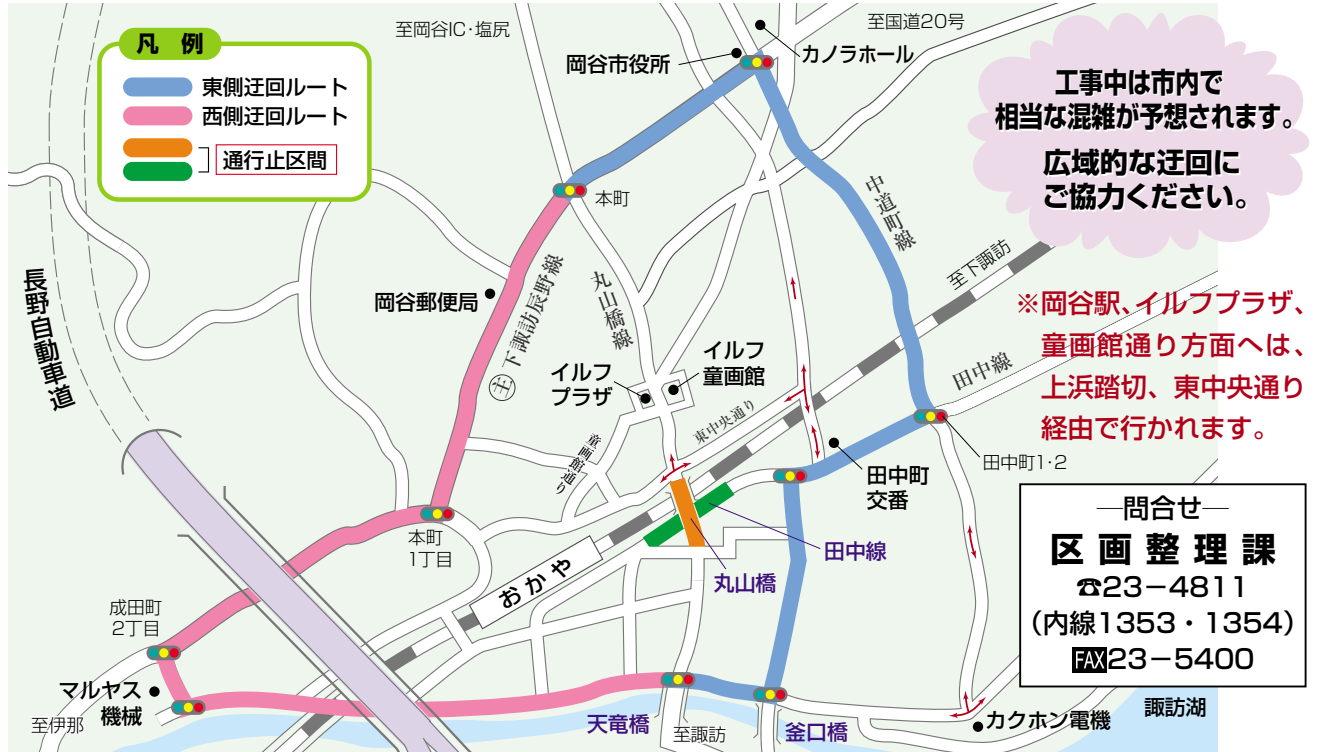 凡例
東側迂回ルート
西側迂回ルート
通行止区間
至岡谷IC・塩尻
至国道20号
岡谷市役所
カノラホール
工事中は市内で
相当な混雑が予想されます。
広域的な迂回に
ご協力ください。
本町
中道町線
至下諏訪
長野自動車道
岡谷郵便局
主下諏訪辰野線
丸山橋線
イルフ
プラザ
イルフ
童画館
東中央通り
童画館通り
田中線
※岡谷駅、イルフプラザ、
童画館通り方面へは、
上浜踏切、東中央通り
経由で行かれます。
田中町
交番
田中町1・2
本町
1丁目
おかや
田中線
丸山橋
成田町
2丁目
マルヤス
機械
至伊那
天竜橋
至諏訪
釜口橋
カクホン電機
諏訪湖
―問合せ―
区画整理課
☎23−4811
(内線1353・1354)
FAX23−5400